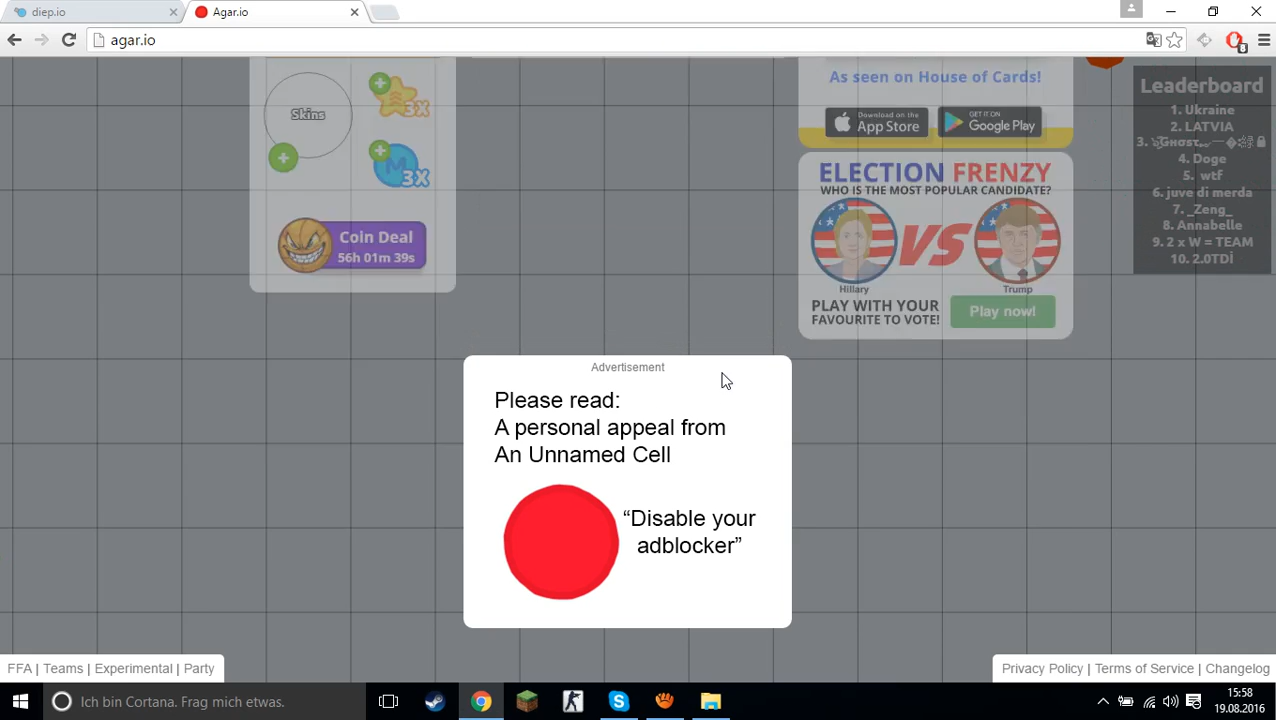 diep.io
Agar.io
agar.io
8
Skins
3X
M
3X
Coin Deal
56h 01m 39s
As seen on House of Cards!
Download on the
App Store
GET IT ON
Google Play
ELECTION FRENZY
WHO IS THE MOST POPULAR CANDIDATE?
VS
Hillary
Trump
PLAY WITH YOUR
FAVOURITE TO VOTE!
Play now!
Leaderboard
1. Ukraine
2. LATVIA
3.
4. Doge
5. wtf
6. juve di merda
7. _Zeng_
8. Annabelle
9. 2 x W = TEAM
10. 2.0TDİ
Advertisement
Please read:
A personal appeal from
An Unnamed Cell
“Disable your
adblocker”
FFA | Teams | Experimental | Party
Privacy Policy | Terms of Service | Changelog
Ich bin Cortana. Frag mich etwas.
15:58
19.08.2016